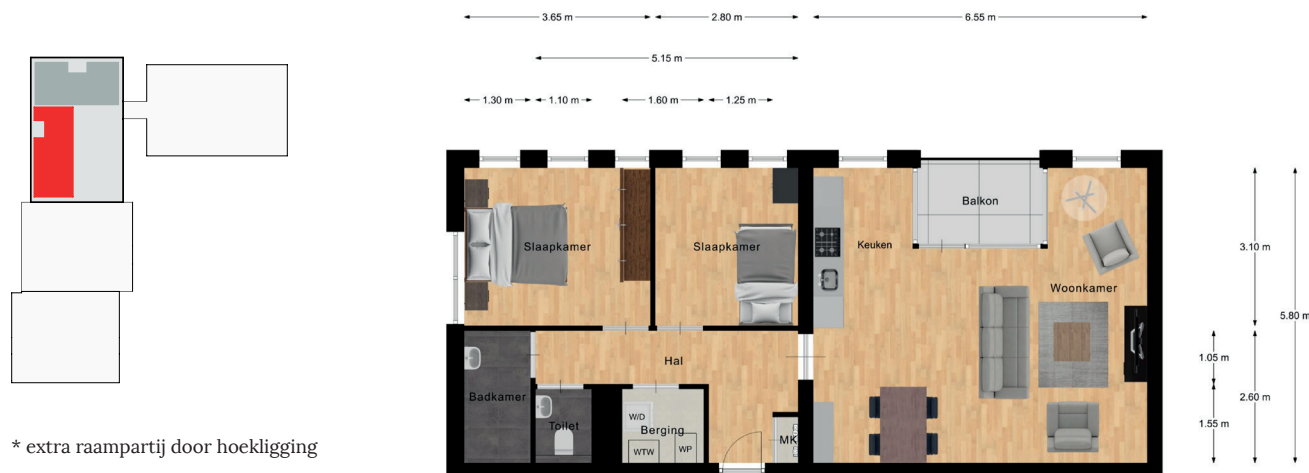 3.65 m
2.80 m
6.55 m
5.15 m
1.30 m
1.10 m
1.60 m
1.25 m
Balkon
Slaapkamer
Slaapkamer
Keuken
3.10 m
Woonkamer
5.80 m
Hal
1.05 m
Badkamer
2.60 m
W/D
Toilet
Berging
1.55 m
MK
WTW
WP
* extra raampartij door hoekligging